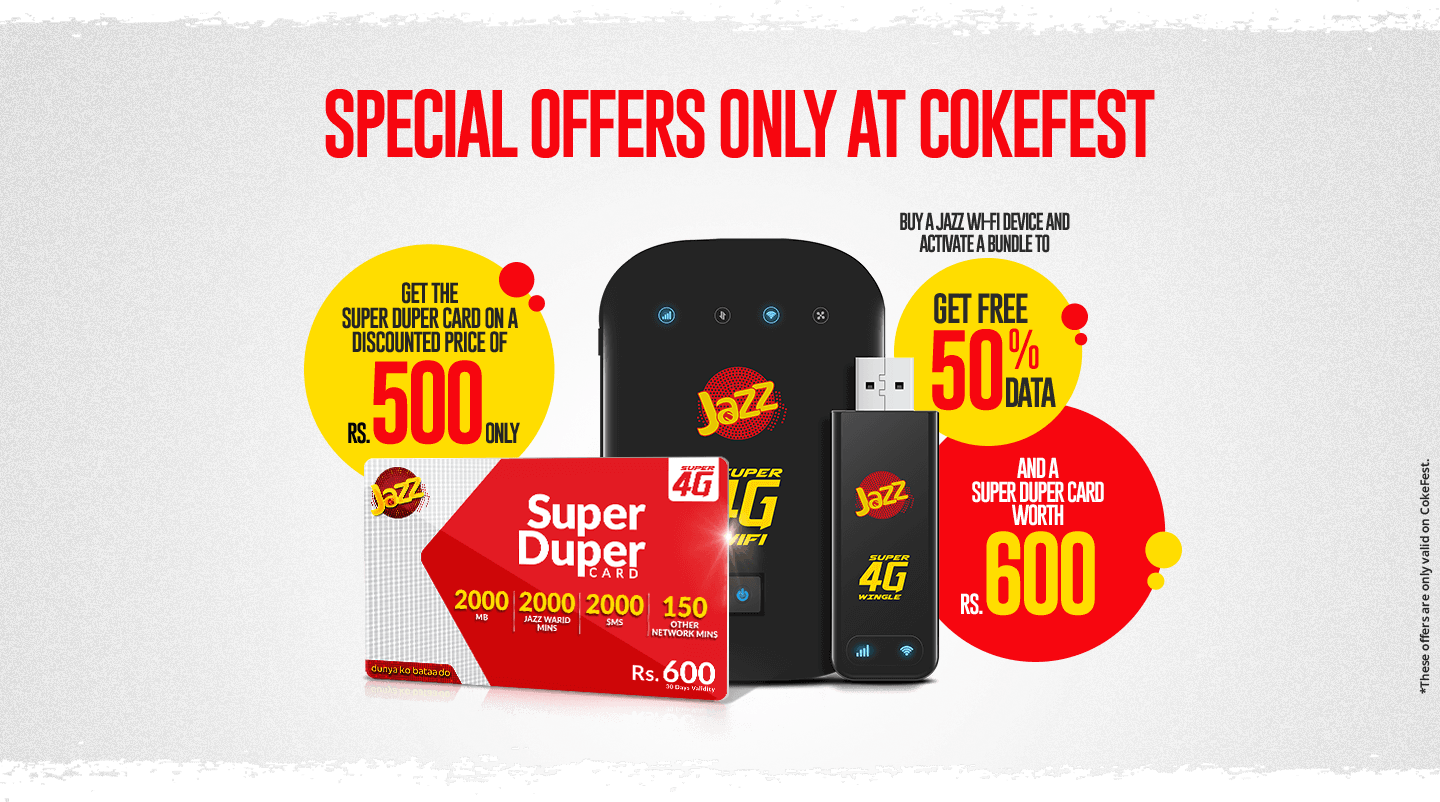 SPECIAL OFFERS ONLY AT COKEFEST
GET THE
SUPER DUPER CARD ON A
DISCOUNTED PRICE OF
RS. 500 ONLY
BUY A JAZZ WI-FI DEVICE AND
ACTIVATE A BUNDLE TO
GET FREE
50%
DATA
AND A
SUPER DUPER CARD
WORTH
RS. 600
Jazz
SUPER
4G
WIFI
Jazz
SUPER
4G
WINGLE
Jazz
SUPER
4G
Super
Duper
CARD
2000
MB
2000
JAZZ WARID
MINS
2000
SMS
150
OTHER
NETWORK MINS
Rs. 600
30 Days Validity
dunya ko bataa do
*These offers are only valid on CokeFest.